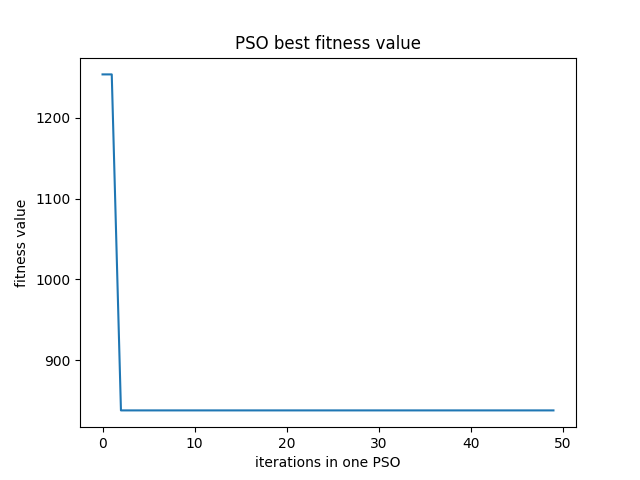 PSO best fitness value
1200
1100
1000
900
fitness value
0 10 20 30 40 50
iterations in one PSO